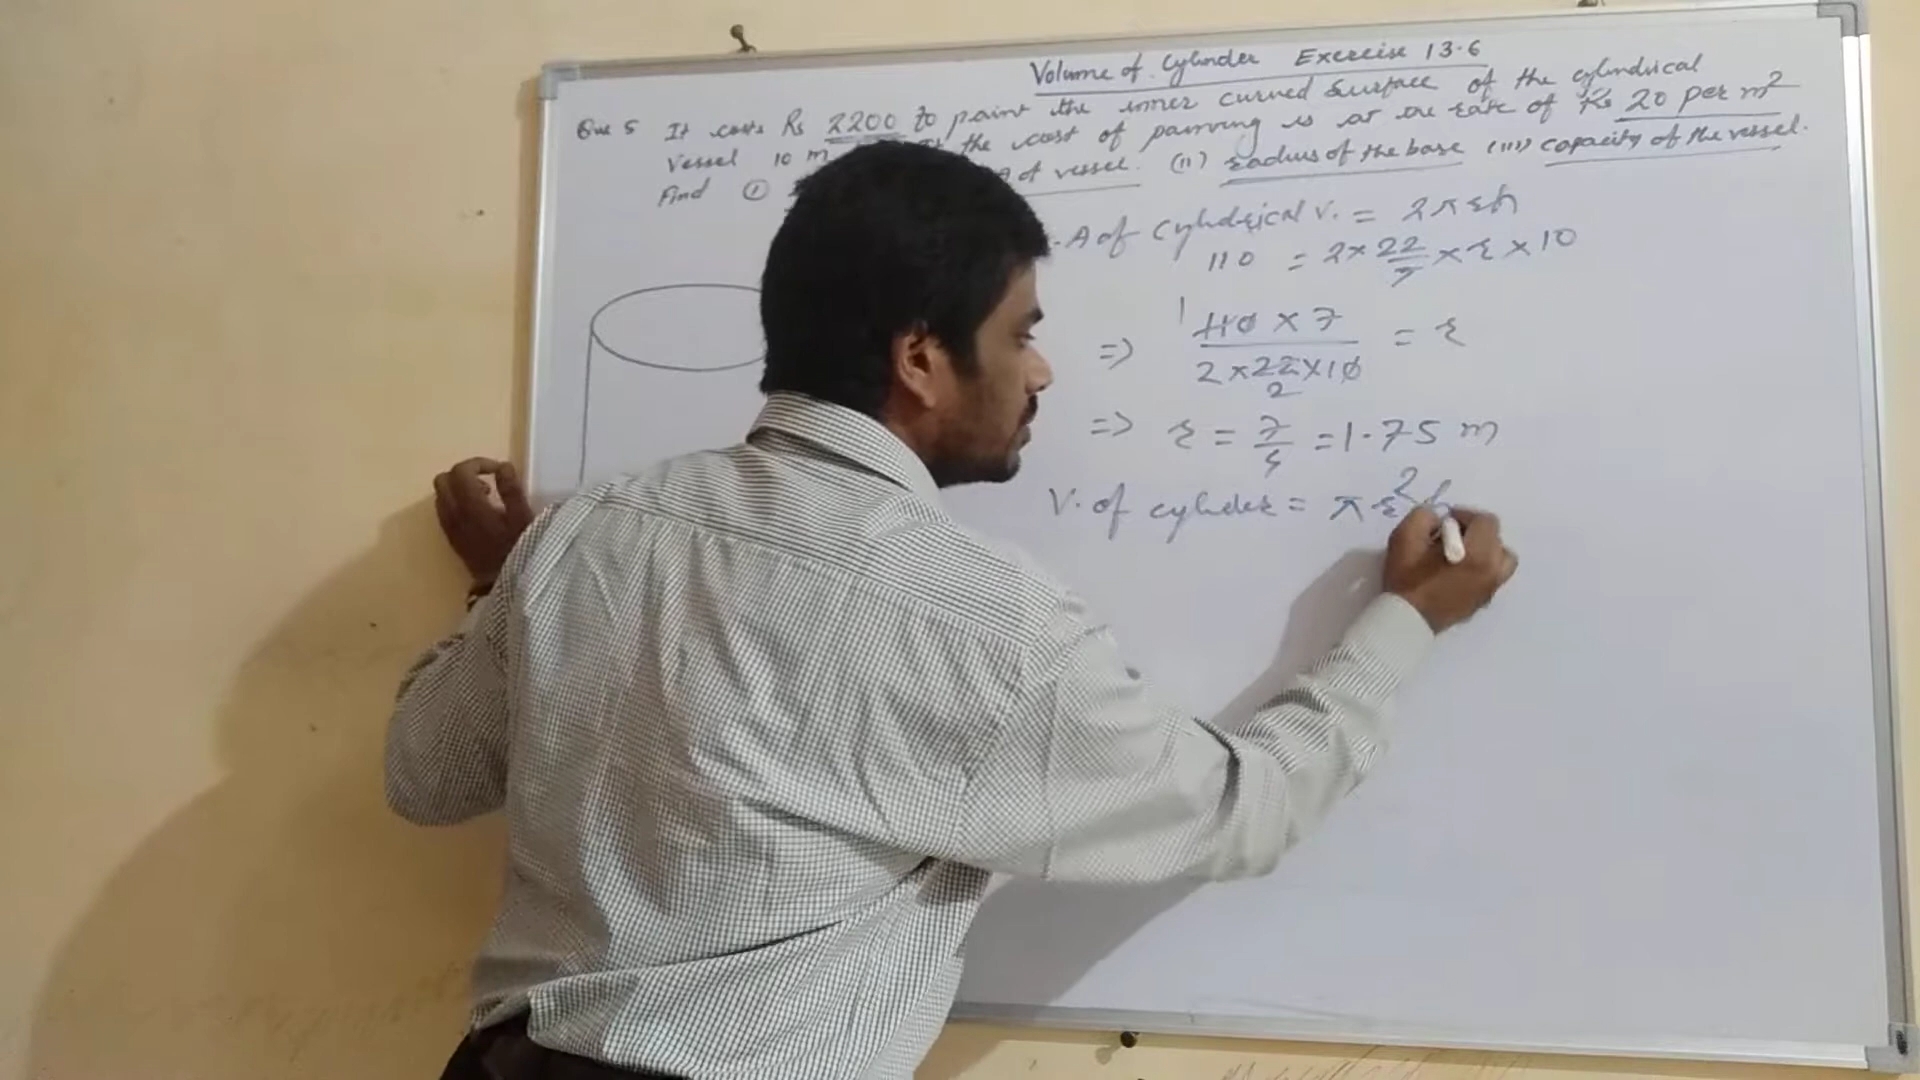 Volume of Cylinder Exercise 13.6
Que 5 It costs Rs 2200 to paint the inner curved surface of the cylindrical
Vessel 10 m the cost of painting is at the rate of Rs 20 per m²
Find (i) of vessel. (ii) radius of the base (iii) capacity of the vessel.
A of Cylindrical V. = 2πrh
110 = 2×22/7×r×10
1
=> 110×7/2×22×10 = r
2
=> r = 7/4 = 1.75 m
V. of cylinder = πr²h